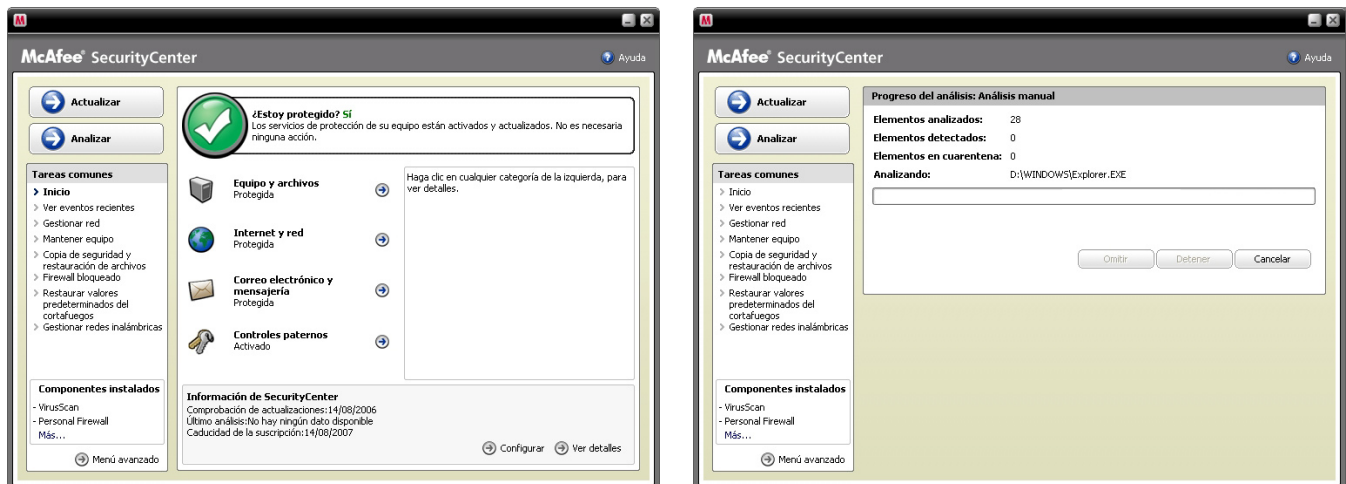 McAfee® SecurityCenter
Ayuda
Actualizar
Analizar
Tareas comunes
Inicio
Ver eventos recientes
Gestionar red
Mantener equipo
Copia de seguridad y
restauración de archivos
Firewall bloqueado
Restaurar valores
predeterminados del
cortafuegos
Gestionar redes inalámbricas
Componentes instalados
- VirusScan
- Personal Firewall
Más...
Menú avanzado
¿Estoy protegido? Sí
Los servicios de protección de su equipo están activados y actualizados. No es necesaria
ninguna acción.
Equipo y archivos
Protegida
Internet y red
Protegida
Correo electrónico y
mensajería
Protegida
Controles paternos
Activado
Haga clic en cualquier categoría de la izquierda, para
ver detalles.
Información de SecurityCenter
Comprobación de actualizaciones:14/08/2006
Último análisis:No hay ningún dato disponible
Caducidad de la suscripción:14/08/2007
Configurar
Ver detalles
McAfee® SecurityCenter
Ayuda
Actualizar
Analizar
Tareas comunes
Inicio
Ver eventos recientes
Gestionar red
Mantener equipo
Copia de seguridad y
restauración de archivos
Firewall bloqueado
Restaurar valores
predeterminados del
cortafuegos
Gestionar redes inalámbricas
Componentes instalados
- VirusScan
- Personal Firewall
Más...
Menú avanzado
Progreso del análisis: Análisis manual
Elementos analizados: 28
Elementos detectados: 0
Elementos en cuarentena: 0
Analizando: D:\WINDOWS\Explorer.EXE
Omitir
Detener
Cancelar